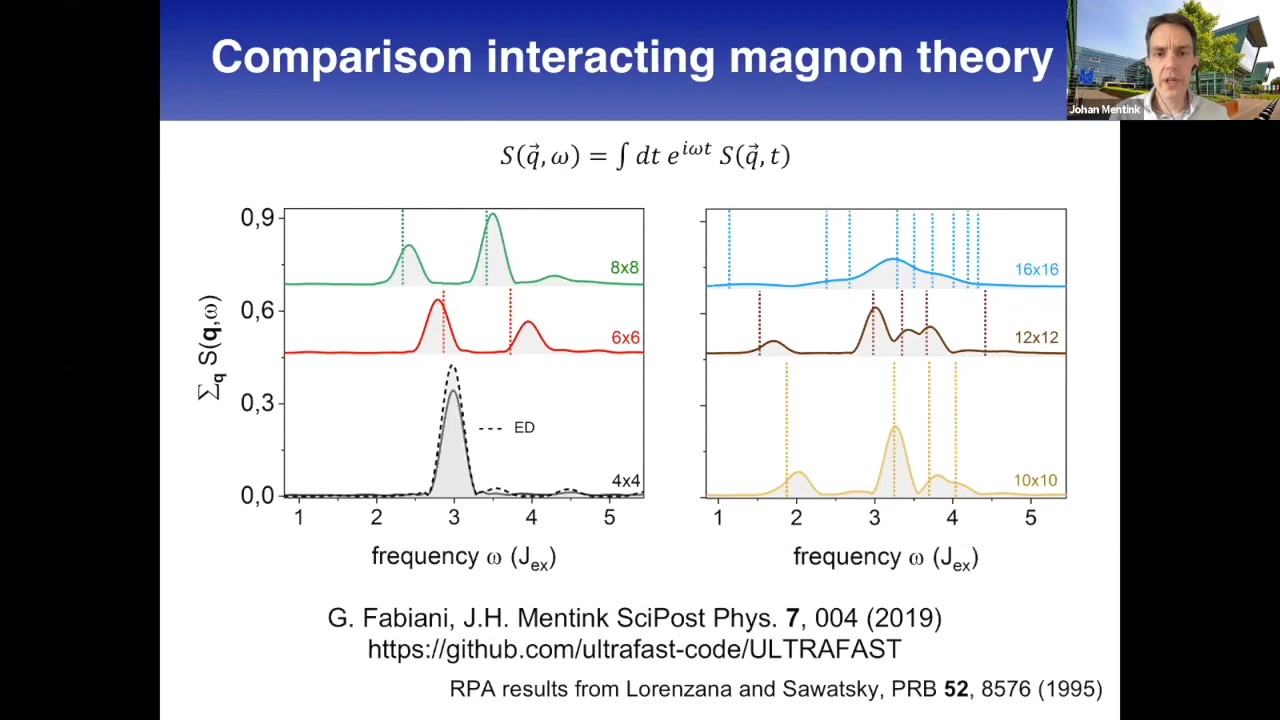 Comparison interacting magnon theory
Johan Mentink
S(q⃗, ω) = ∫ dt e^{iωt} S(q⃗, t)
Σq S(q,ω)
0,9
0,6
0,3
0,0
8x8
6x6
ED
4x4
1 2 3 4 5
frequency ω (Jex)
16x16
12x12
10x10
1 2 3 4 5
frequency ω (Jex)
G. Fabiani, J.H. Mentink SciPost Phys. 7, 004 (2019)
https://github.com/ultrafast-code/ULTRAFAST
RPA results from Lorenzana and Sawatsky, PRB 52, 8576 (1995)